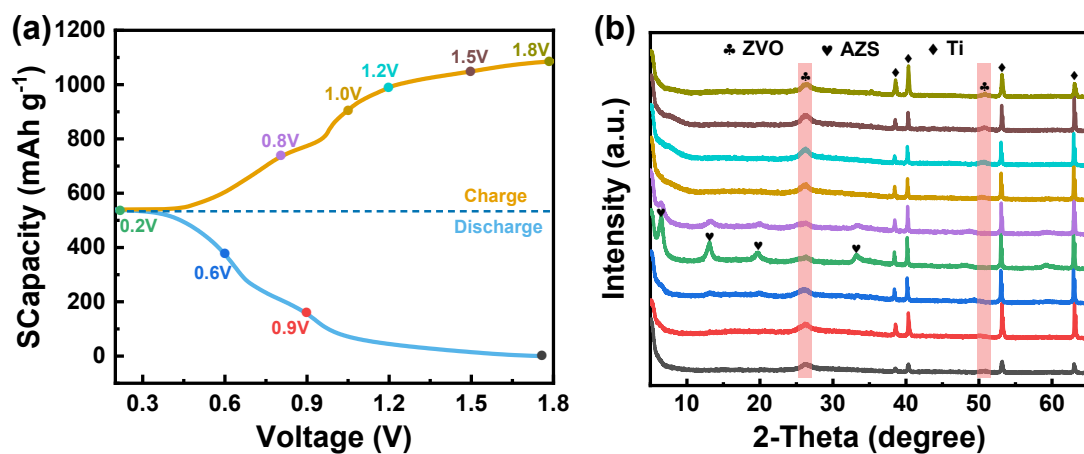 (a)
SCapacity (mAh g⁻¹)
1200
1000
800
600
400
200
0
1.8V
1.5V
1.2V
1.0V
0.8V
Charge
0.2V
Discharge
0.6V
0.9V
0.3 0.6 0.9 1.2 1.5 1.8
Voltage (V)
(b)
Intensity (a.u.)
♣ ZVO ♥ AZS ♦ Ti
10 20 30 40 50 60
2-Theta (degree)